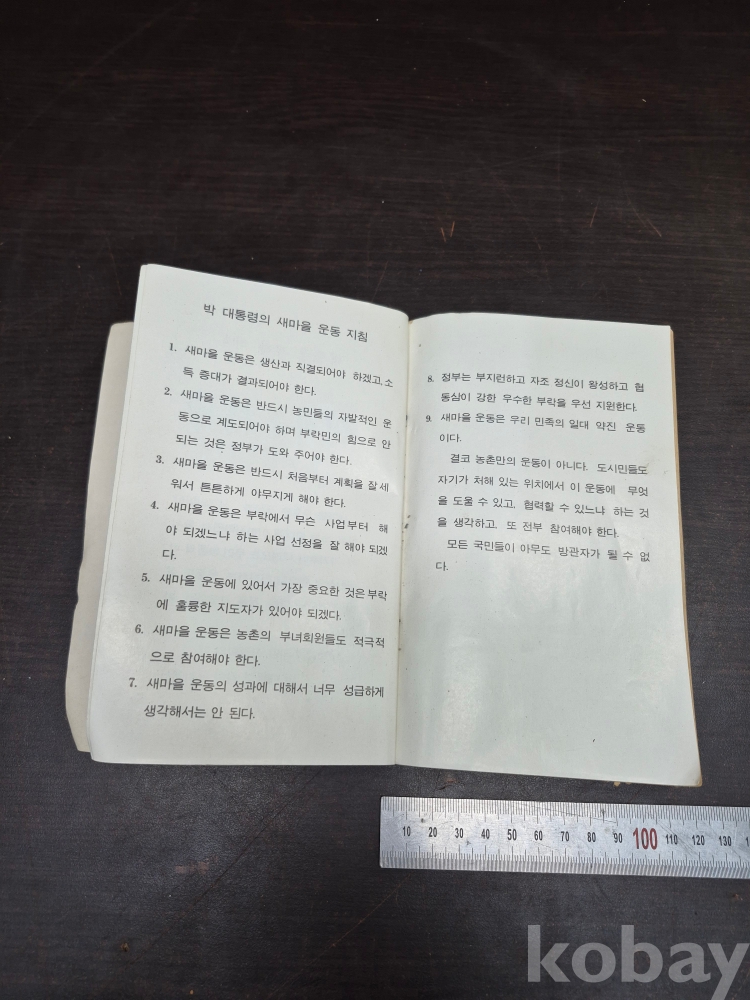 박 대통령의 새마을 운동 지침
1. 새마을 운동은 생산과 직결되어야 하겠고, 소
득 증대가 결과되어야 한다.
2. 새마을 운동은 반드시 농민들의 자발적인 운
동으로 계도되어야 하며 부락민의 힘으로 안
되는 것은 정부가 도와 주어야 한다.
3. 새마을 운동은 반드시 처음부터 계획을 잘 세
워서 튼튼하게 야무지게 해야 한다.
4. 새마을 운동은 부락에서 무슨 사업부터 해
야 되겠느냐 하는 사업 선정을 잘 해야 되겠
다.
5. 새마을 운동에 있어서 가장 중요한 것은 부락
에 훌륭한 지도자가 있어야 되겠다.
6. 새마을 운동은 농촌의 부녀회원들도 적극적
으로 참여해야 한다.
7. 새마을 운동의 성과에 대해서 너무 성급하게
생각해서는 안 된다.
8. 정부는 부지런하고 자조 정신이 왕성하고 협
동심이 강한 우수한 부락을 우선 지원한다.
9. 새마을 운동은 우리 민족의 일대 약진 운동
이다.
결코 농촌만의 운동이 아니다. 도시민들도
자기가 처해 있는 위치에서 이 운동에 무엇
을 도울 수 있고, 협력할 수 있느냐 하는 것
을 생각하고, 또 전부 참여해야 한다.
모든 국민들이 아무도 방관자가 될 수 없
다.
10 20 30 40 50 60 70 80 90 100 110 120 130
kobay